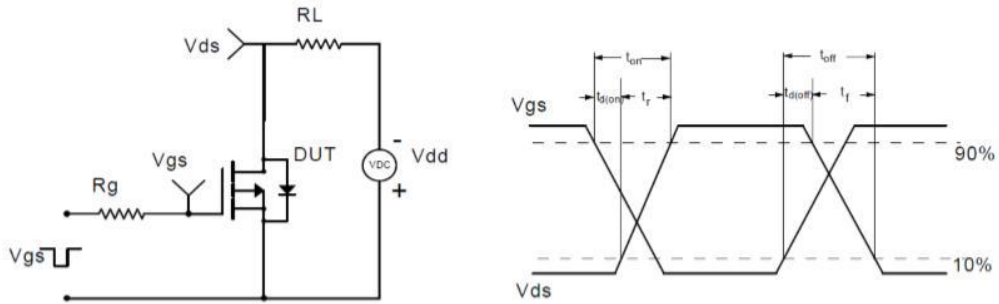 RL
Vds
Vgs
DUT
VDC
-
Vdd
+
Rg
Vgs
ton
toff
td(on)
tr
td(off)
tf
Vgs
90%
10%
Vds